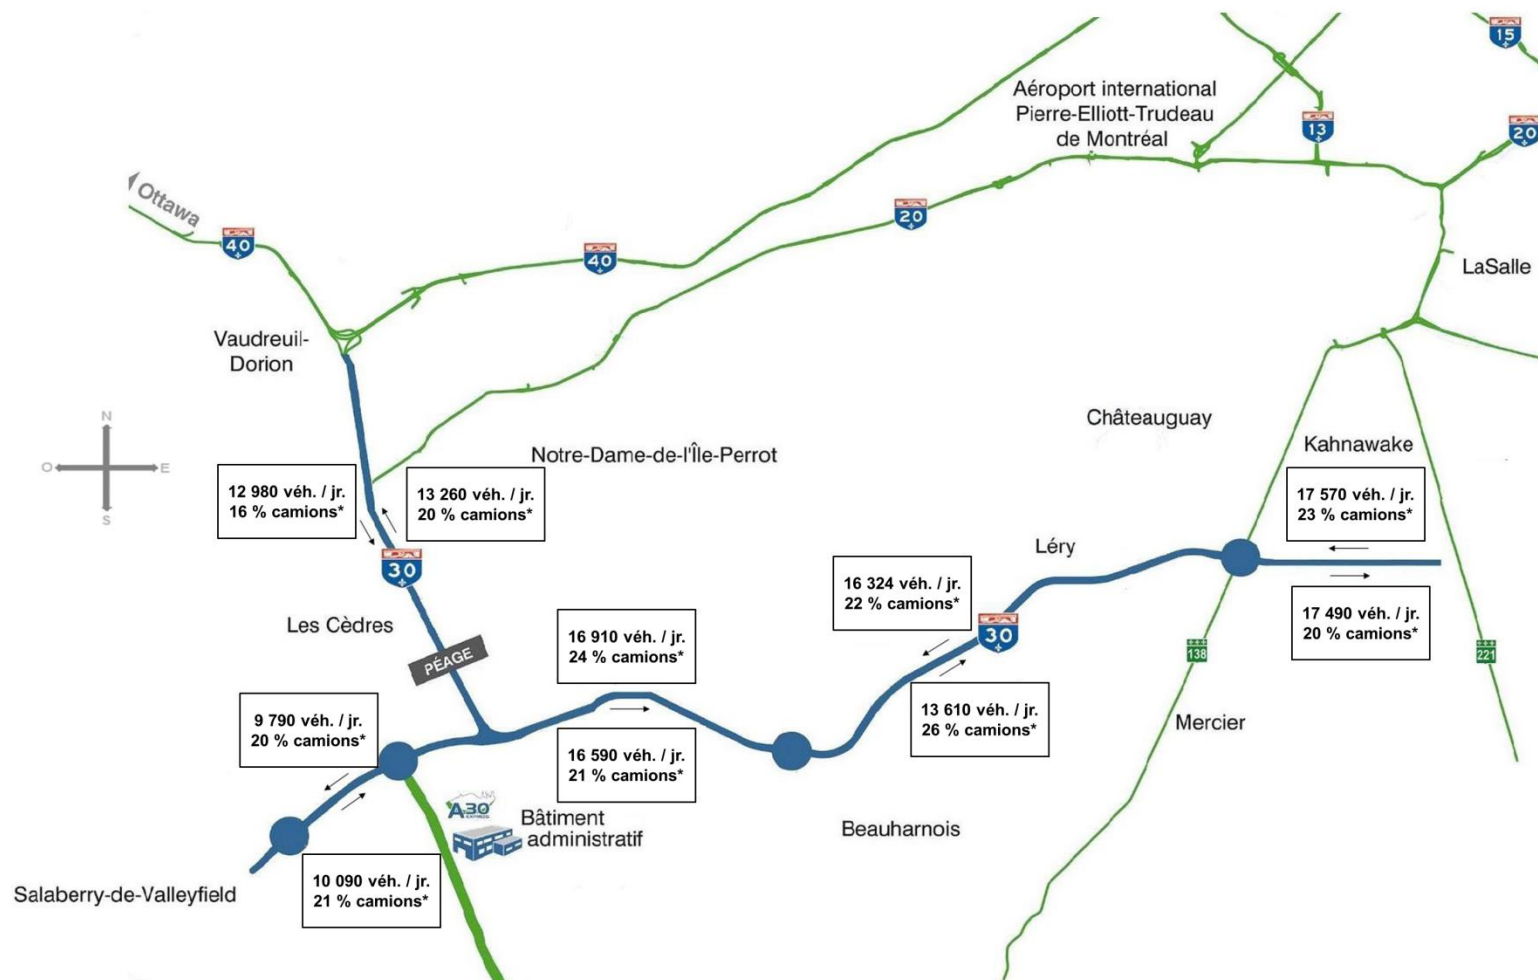 15
Aéroport international
Pierre-Elliott-Trudeau
de Montréal
13
20
Ottawa
40
20
40
LaSalle
Vaudreuil-
Dorion
Châteauguay
N
O
E
S
Notre-Dame-de-l'Île-Perrot
Kahnawake
12 980 véh. / jr.
16 % camions*
13 260 véh. / jr.
20 % camions*
17 570 véh. / jr.
23 % camions*
Léry
30
16 324 véh. / jr.
22 % camions*
17 490 véh. / jr.
20 % camions*
Les Cèdres
16 910 véh. / jr.
24 % camions*
30
138
221
PÉAGE
13 610 véh. / jr.
26 % camions*
Mercier
9 790 véh. / jr.
20 % camions*
16 590 véh. / jr.
21 % camions*
A30
EXPRESS
Bâtiment
administratif
Beauharnois
10 090 véh. / jr.
21 % camions*
Salaberry-de-Valleyfield